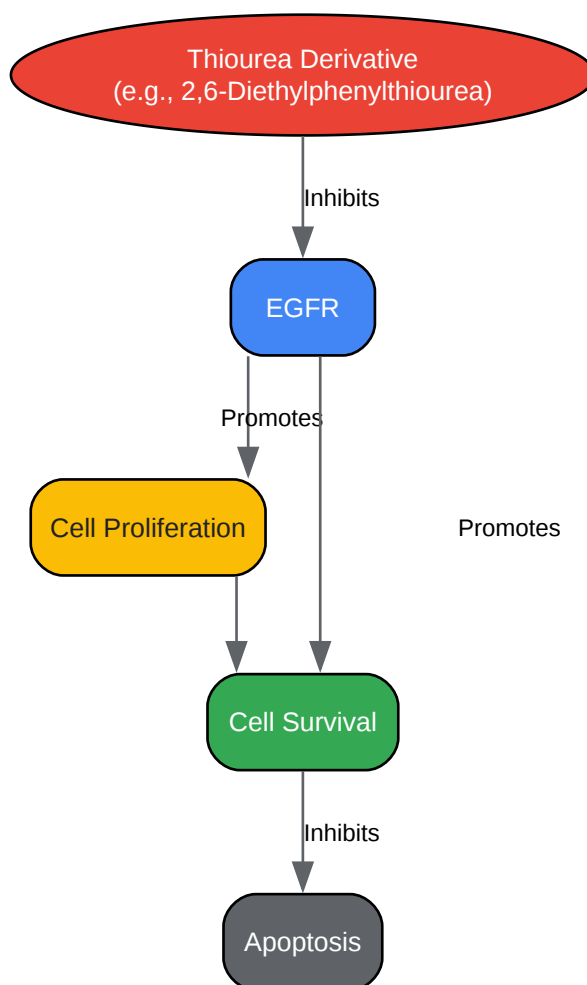 Thiourea Derivative
(e.g., 2,6-Diethylphenylthiourea)
Inhibits
EGFR
Promotes
Cell Proliferation
Promotes
Cell Survival
Inhibits
Apoptosis